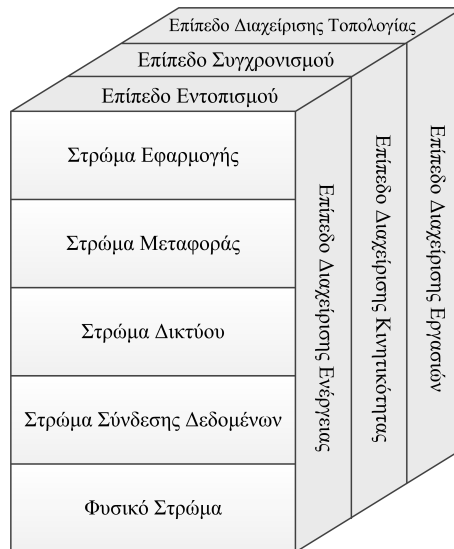 Επίπεδο Διαχείρισης Τοπολογίας
Επίπεδο Συγχρονισμού
Επίπεδο Εντοπισμού
Στρώμα Εφαρμογής
Στρώμα Μεταφοράς
Στρώμα Δικτύου
Στρώμα Σύνδεσης Δεδομένων
Φυσικό Στρώμα
Επίπεδο Διαχείρισης Ενέργειας
Επίπεδο Διαχείρισης Κινητικότητας
Επίπεδο Διαχείρισης Εργασιών